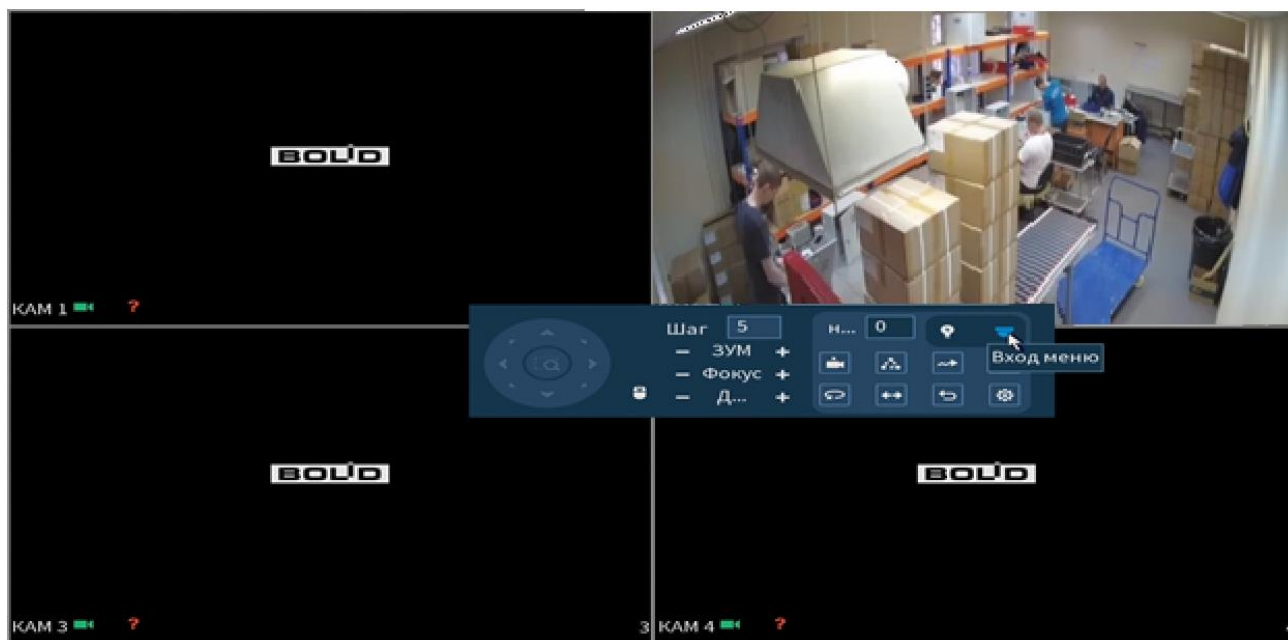 BOLID
КАМ 1 ?
Шаг 5
н... 0
— ЗУМ +
Вход меню
— Фокус +
— Д... +
BOLID
BOLID
КАМ 3 ?
3
КАМ 4 ?